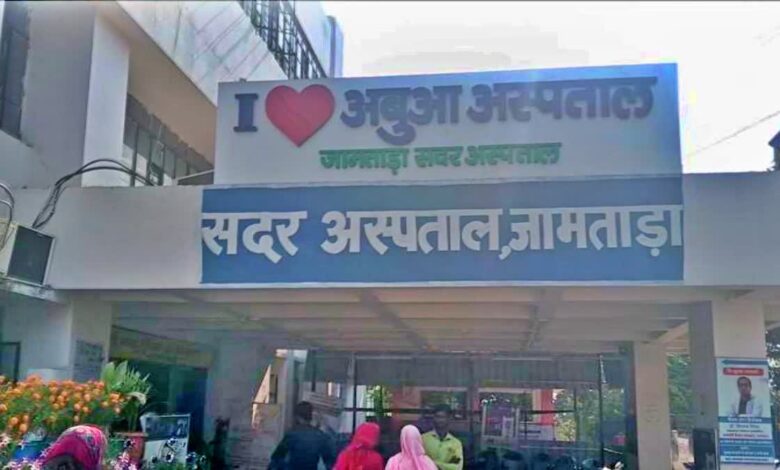 I ❤ अबुआ अस्पताल
जामताड़ा सदर अस्पताल
सदर अस्पताल, जामताड़ा